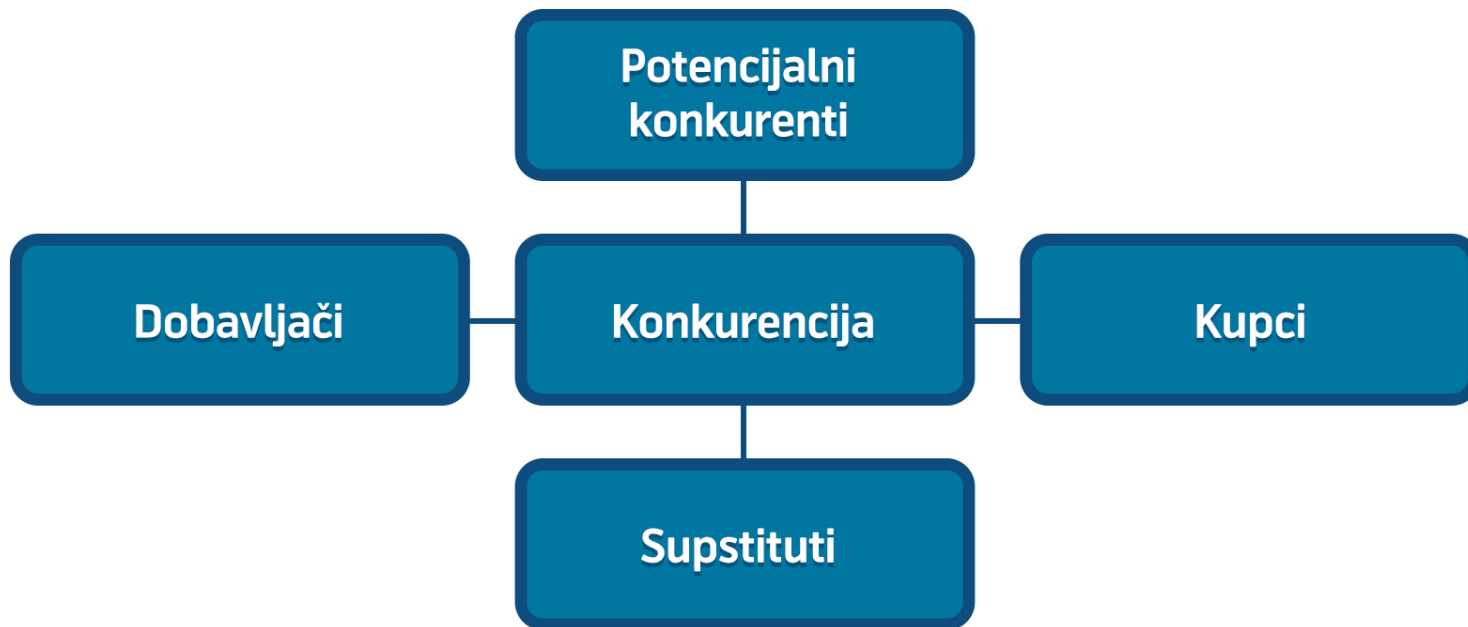 Potencijalni
konkurenti
Dobavljači
Konkurencija
Kupci
Supstituti